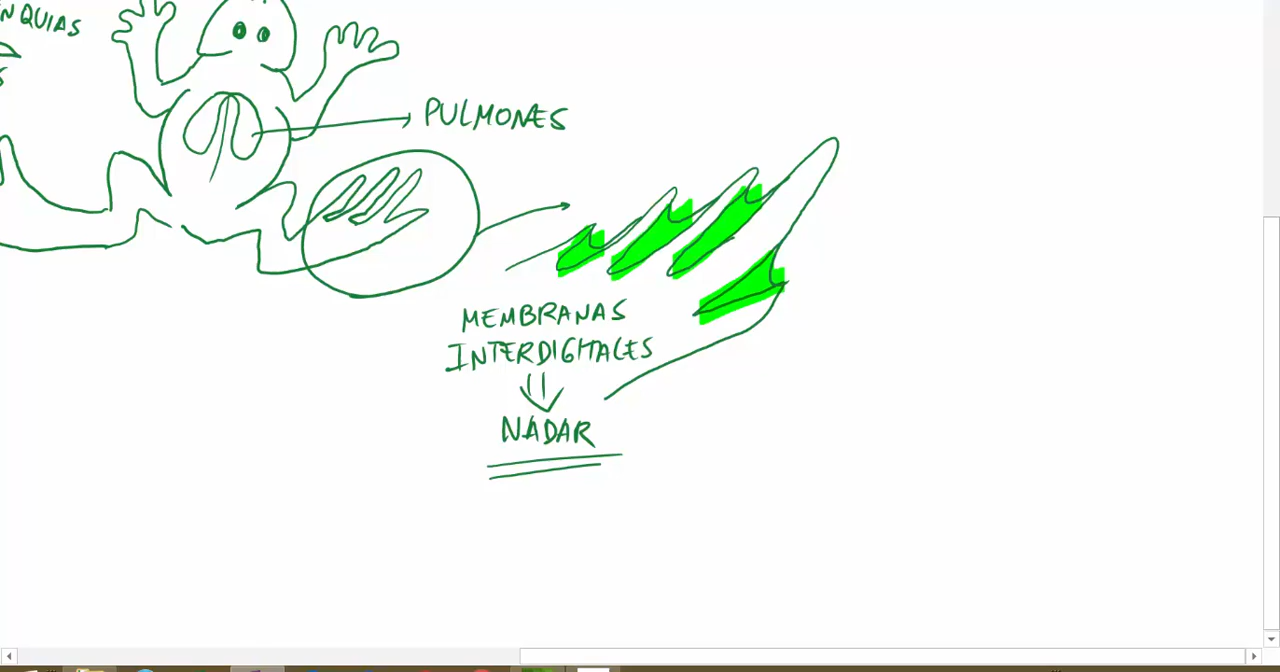 NQUIAS
PULMONES
MEMBRANAS
INTERDIGITALES
NADAR